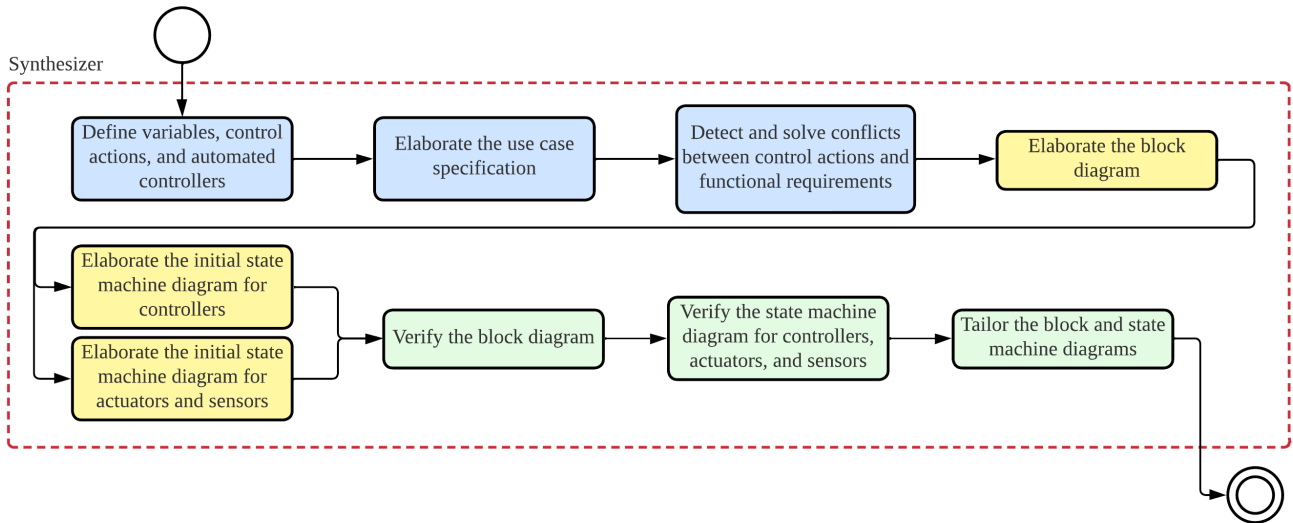 Synthesizer
Define variables, control
actions, and automated
controllers
Elaborate the use case
specification
Detect and solve conflicts
between control actions and
functional requirements
Elaborate the block
diagram
Elaborate the initial state
machine diagram for
controllers
Elaborate the initial state
machine diagram for
actuators and sensors
Verify the block diagram
Verify the state machine
diagram for controllers,
actuators, and sensors
Tailor the block and state
machine diagrams